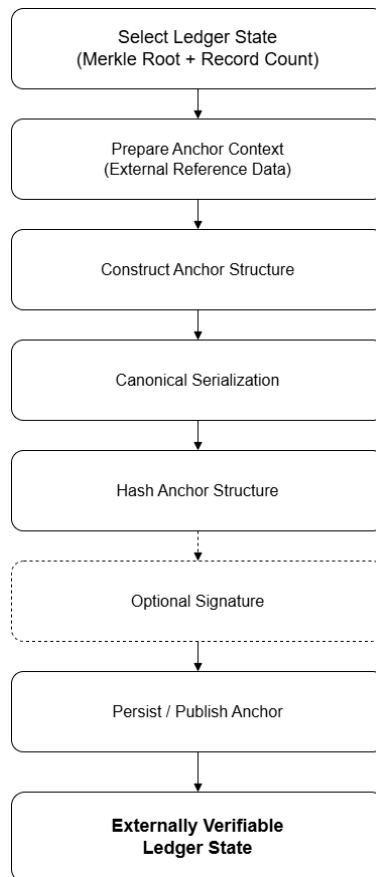 Select Ledger State
(Merkle Root + Record Count)
Prepare Anchor Context
(External Reference Data)
Construct Anchor Structure
Canonical Serialization
Hash Anchor Structure
Optional Signature
Persist / Publish Anchor
Externally Verifiable
Ledger State